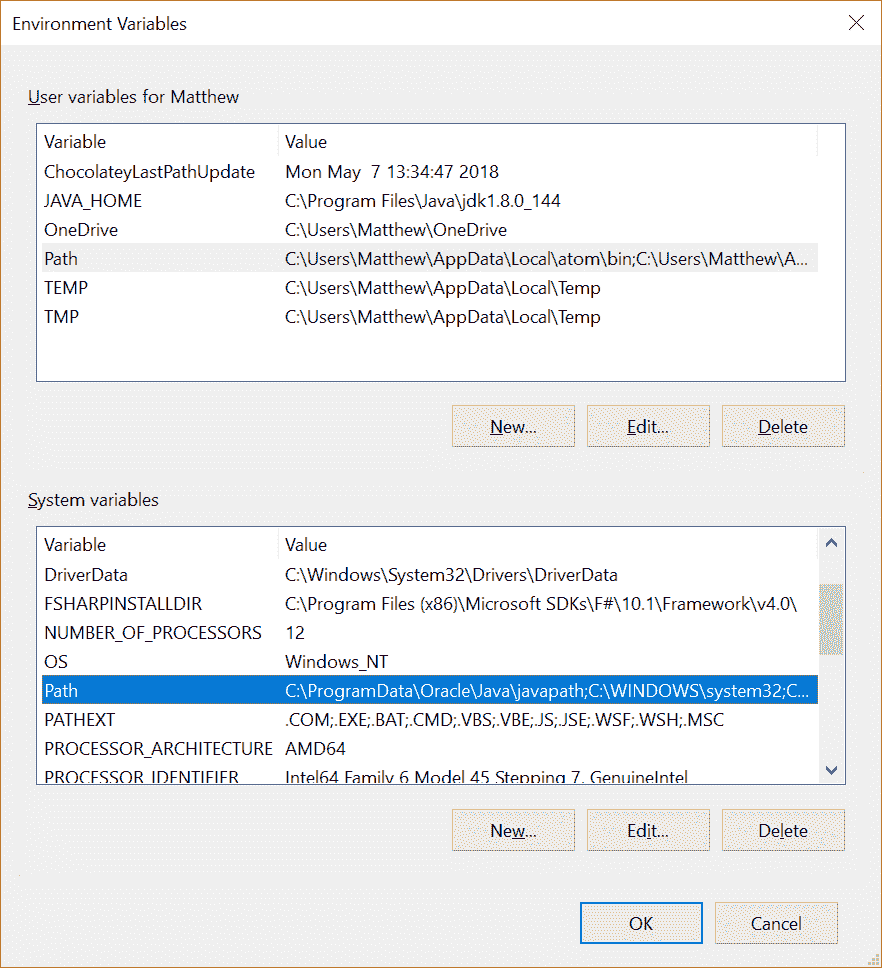 Environment Variables
User variables for Matthew
Variable Value
ChocolateyLastPathUpdate Mon May  7 13:34:47 2018
JAVA_HOME C:\Program Files\Java\jdk1.8.0_144
OneDrive C:\Users\Matthew\OneDrive
Path C:\Users\Matthew\AppData\Local\atom\bin;C:\Users\Matthew\A...
TEMP C:\Users\Matthew\AppData\Local\Temp
TMP C:\Users\Matthew\AppData\Local\Temp
New... Edit... Delete
System variables
Variable Value
DriverData C:\Windows\System32\Drivers\DriverData
FSHARPINSTALLDIR C:\Program Files (x86)\Microsoft SDKs\F#\10.1\Framework\v4.0\
NUMBER_OF_PROCESSORS 12
OS Windows_NT
Path C:\ProgramData\Oracle\Java\javapath;C:\WINDOWS\system32;C...
PATHEXT .COM;.EXE;.BAT;.CMD;.VBS;.VBE;.JS;.JSE;.WSF;.WSH;.MSC
PROCESSOR_ARCHITECTURE AMD64
PROCESSOR_IDENTIFIER Intel64 Family 6 Model 45 Stepping 7, GenuineIntel
New... Edit... Delete
OK Cancel